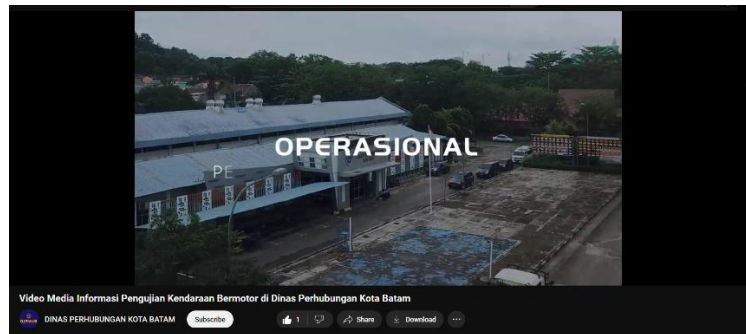 OPERASIONAL
PE
Video Media Informasi Pengujian Kendaraan Bermotor di Dinas Perhubungan Kota Batam
DINAS PERHUBUNGAN KOTA BATAM
Subscribe
1
Share
Download